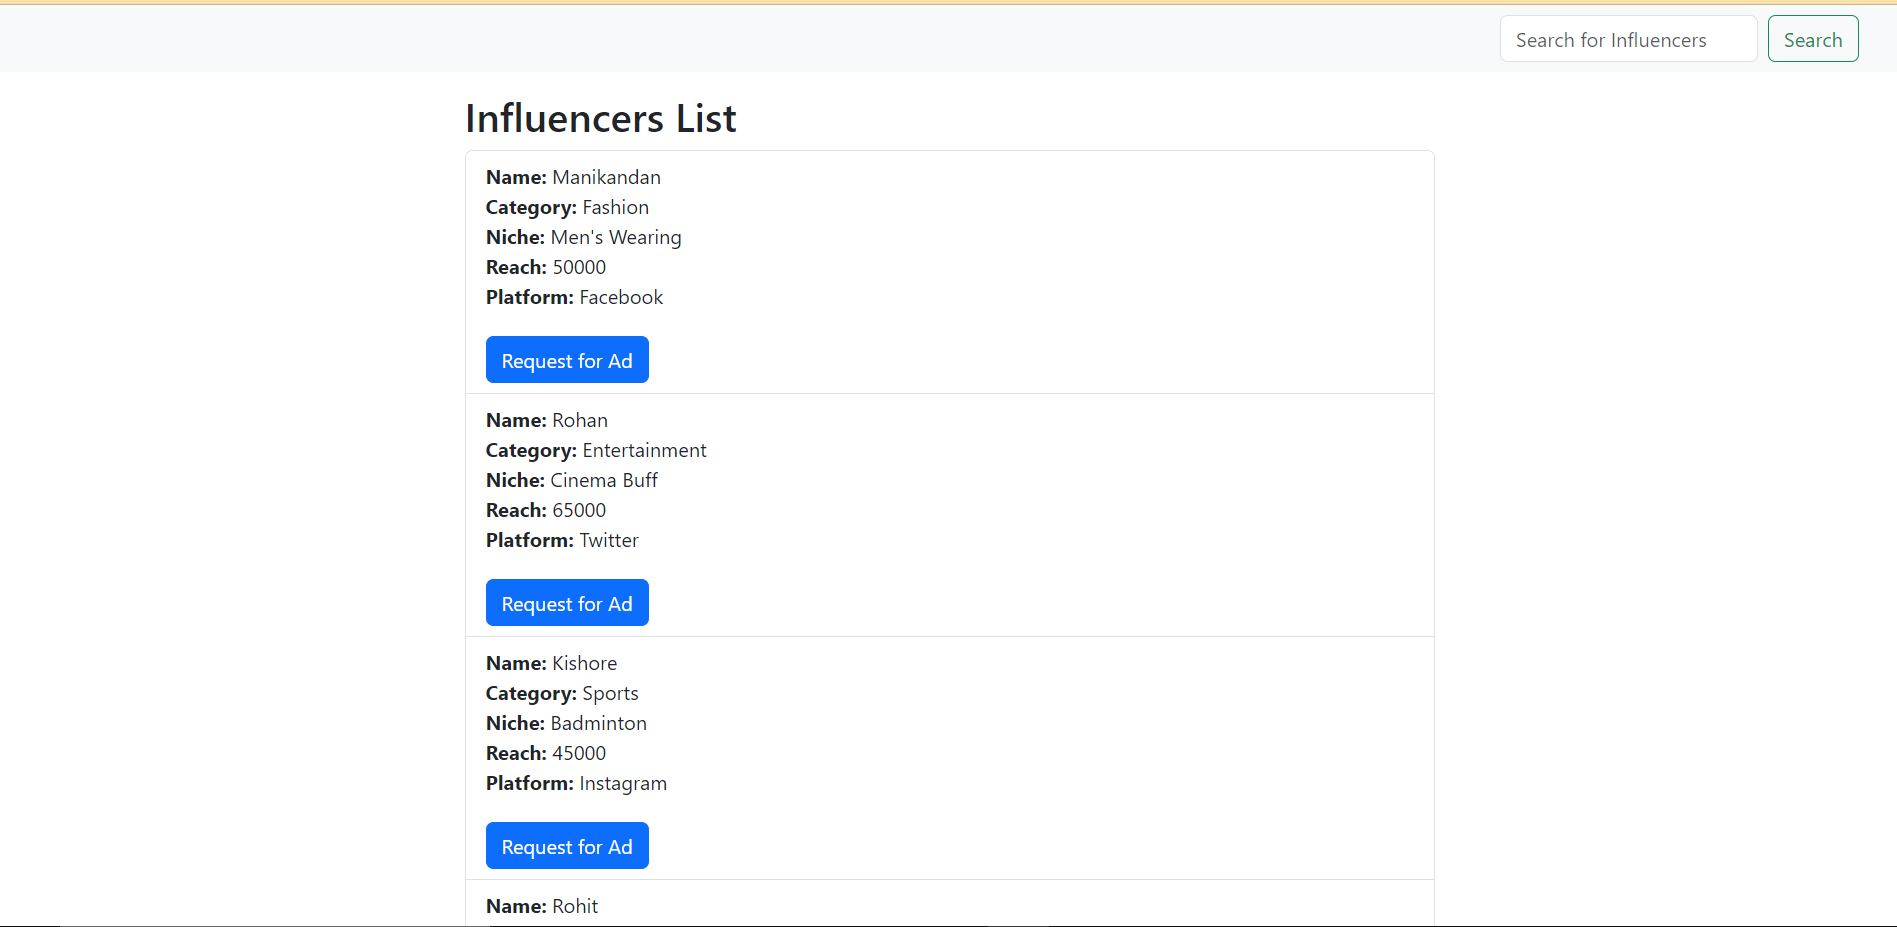 Search for Influencers
Search
Influencers List
Name: Manikandan
Category: Fashion
Niche: Men's Wearing
Reach: 50000
Platform: Facebook
Request for Ad
Name: Rohan
Category: Entertainment
Niche: Cinema Buff
Reach: 65000
Platform: Twitter
Request for Ad
Name: Kishore
Category: Sports
Niche: Badminton
Reach: 45000
Platform: Instagram
Request for Ad
Name: Rohit